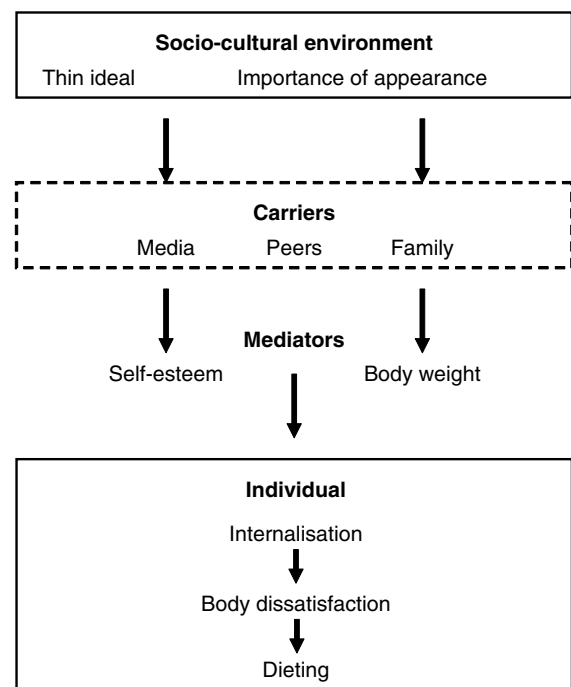 Socio-cultural environment
Thin ideal Importance of appearance
Carriers
Media Peers Family
Mediators
Self-esteem Body weight
Individual
Internalisation
Body dissatisfaction
Dieting